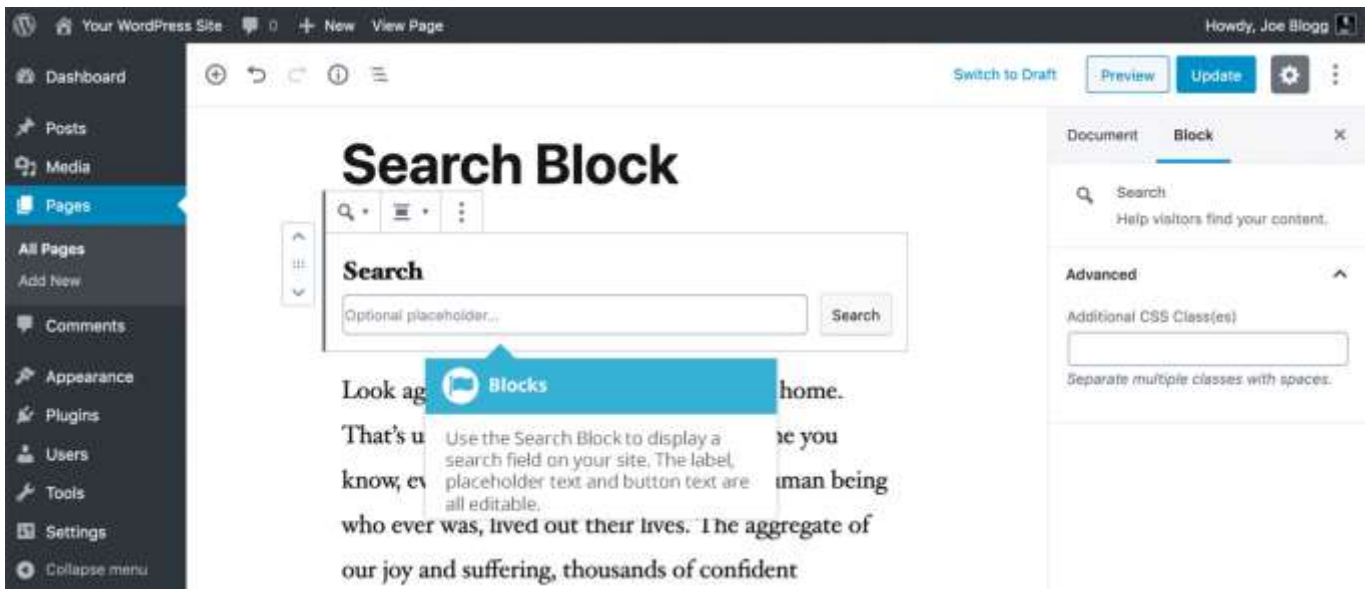 Your WordPress Site 0 + New View Page Howdy, Joe Blogg
Dashboard
Posts
Media
Pages
All Pages
Add New
Comments
Appearance
Plugins
Users
Tools
Settings
Collapse menu
Switch to Draft Preview Update
Search Block
Search
Optional placeholder... Search
Look ag home.
That's u ne you
know, ev uman being
who ever was, lived out their lives. The aggregate of
our joy and suffering, thousands of confident
Blocks
Use the Search Block to display a
search field on your site. The label,
placeholder text and button text are
all editable.
Document Block
Search
Help visitors find your content.
Advanced
Additional CSS Class(es)
Separate multiple classes with spaces.